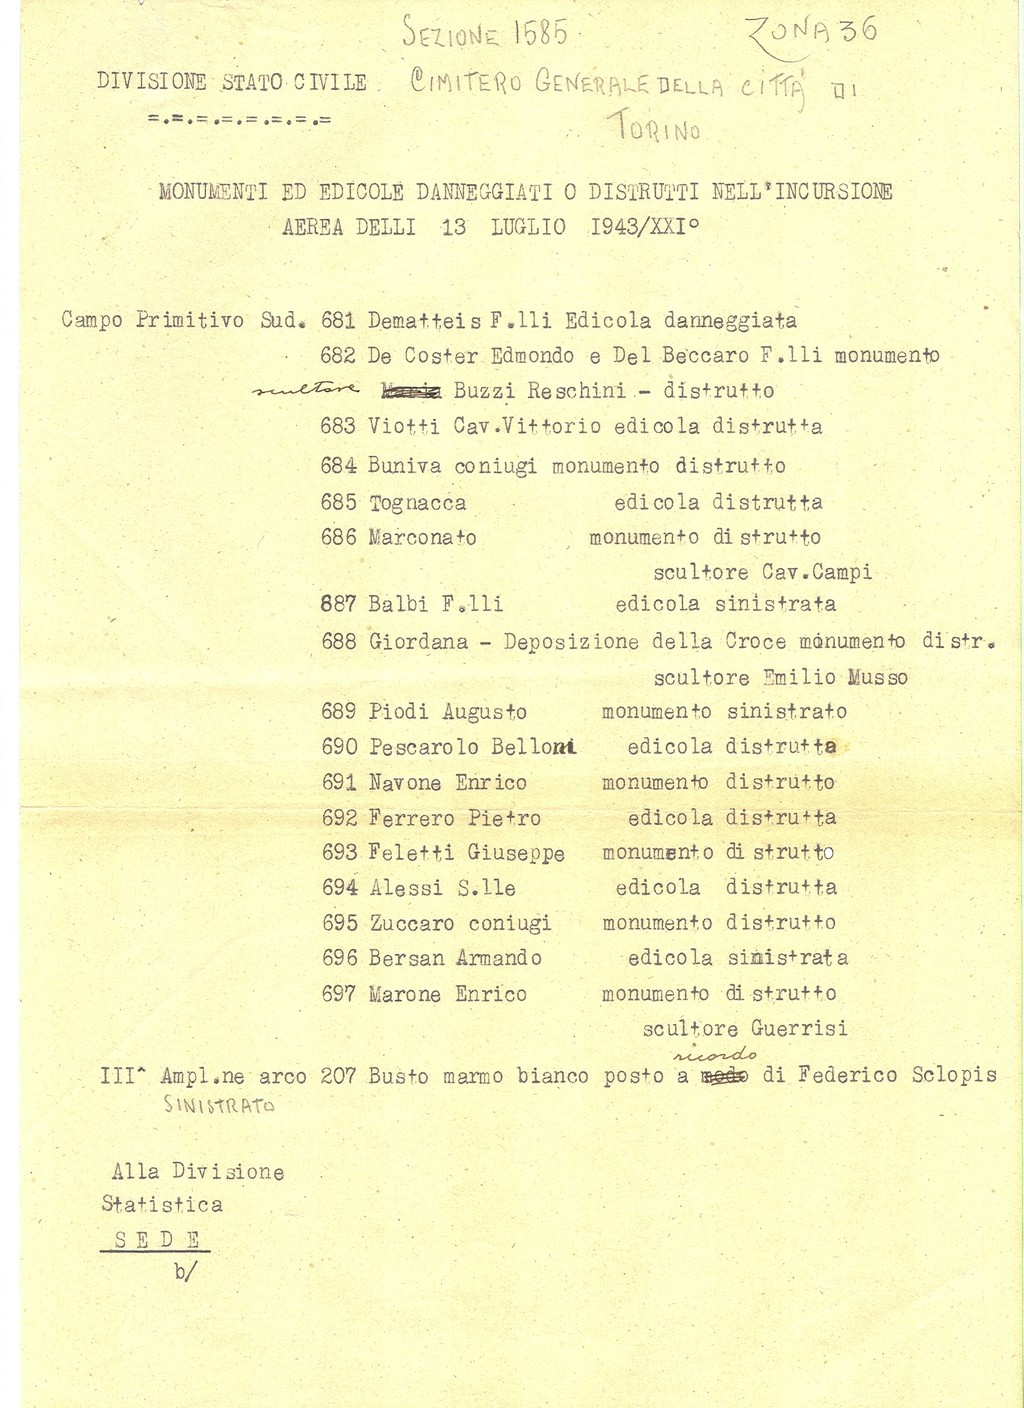 SEZIONE 1585.
ZONA 36
DIVISIONE STATO CIVILE
CIMITERO GENERALE DELLA CITTÀ DI TORINO
=.=.=.=.=.=.=.=
MONUMENTI ED EDICOLE DANNEGGIATI O DISTRUTTI NELL'INCURSIONE
AEREA DELLI 13 LUGLIO I943/XXI°
Campo Primitivo Sud. 681 Dematteis F.lli Edicola danneggiata
682 De Coster Edmondo e Del Beccaro F.lli monumento
scultore Maria Buzzi Reschini - distrutto
683 Viotti Cav.Vittorio edicola distrutta
684 Buniva coniugi monumento distrutto
685 Tognacca edicola distrutta
686 Marconato monumento distrutto
scultore Cav.Campi
687 Balbi F.lli edicola sinistrata
688 Giordana - Deposizione della Croce monumento distr.
scultore Emilio Musso
689 Piodi Augusto monumento sinistrato
690 Pescarolo Belloni edicola distrutta
691 Navone Enrico monumento distrutto
692 Ferrero Pietro edicola distrutta
693 Feletti Giuseppe monumento distrutto
694 Alessi S.lle edicola distrutta
695 Zuccaro coniugi monumento distrutto
696 Bersan Armando edicola sinistrata
697 Marone Enrico monumento distrutto
scultore Guerrisi
ricordo
III^ Ampl.ne arco 207 Busto marmo bianco posto a modo di Federico Sclopis
SINISTRATO
Alla Divisione
Statistica
S E D E
b/